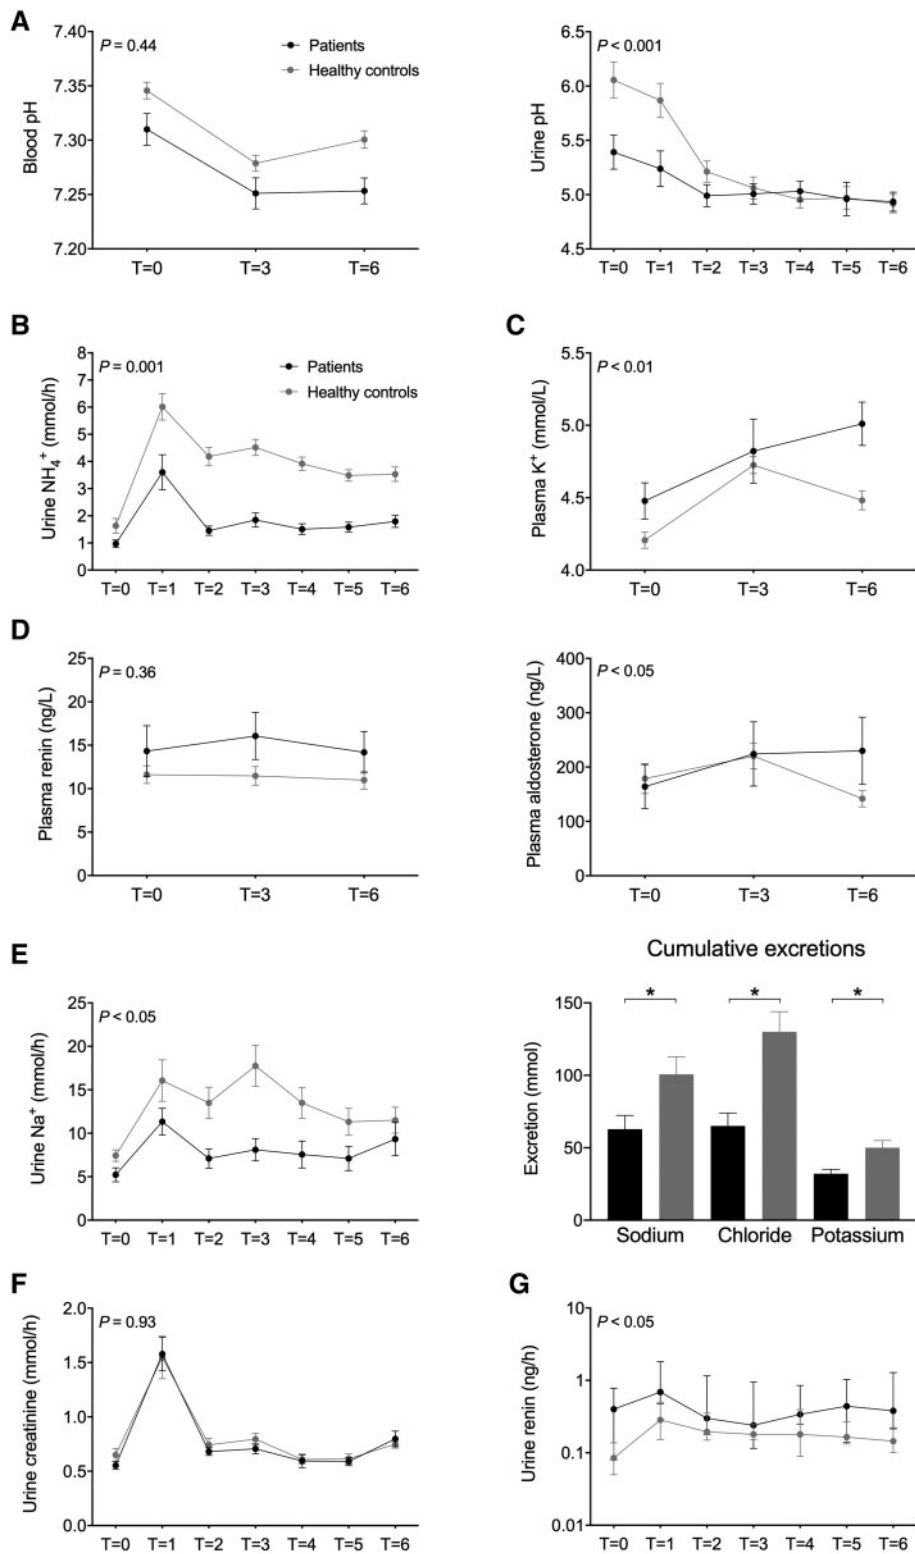 A
7.40
7.35
7.30
7.25
7.20
Blood pH
P = 0.44
Patients
Healthy controls
T=0 T=3 T=6
6.5
6.0
5.5
5.0
4.5
Urine pH
P < 0.001
T=0 T=1 T=2 T=3 T=4 T=5 T=6
B
8
7
6
5
4
3
2
1
0
Urine NH₄⁺ (mmol/h)
P = 0.001
Patients
Healthy controls
T=0 T=1 T=2 T=3 T=4 T=5 T=6
C
5.5
5.0
4.5
4.0
Plasma K⁺ (mmol/L)
P < 0.01
T=0 T=3 T=6
D
25
20
15
10
5
0
Plasma renin (ng/L)
P = 0.36
T=0 T=3 T=6
400
300
200
100
0
Plasma aldosterone (ng/L)
P < 0.05
T=0 T=3 T=6
E
25
20
15
10
5
0
Urine Na⁺ (mmol/h)
P < 0.05
T=0 T=1 T=2 T=3 T=4 T=5 T=6
Cumulative excretions
150
100
50
0
Excretion (mmol)
* * *
Sodium Chloride Potassium
F
2.0
1.5
1.0
0.5
0.0
Urine creatinine (mmol/h)
P = 0.93
T=0 T=1 T=2 T=3 T=4 T=5 T=6
G
10
1
0.1
0.01
Urine renin (ng/h)
P < 0.05
T=0 T=1 T=2 T=3 T=4 T=5 T=6